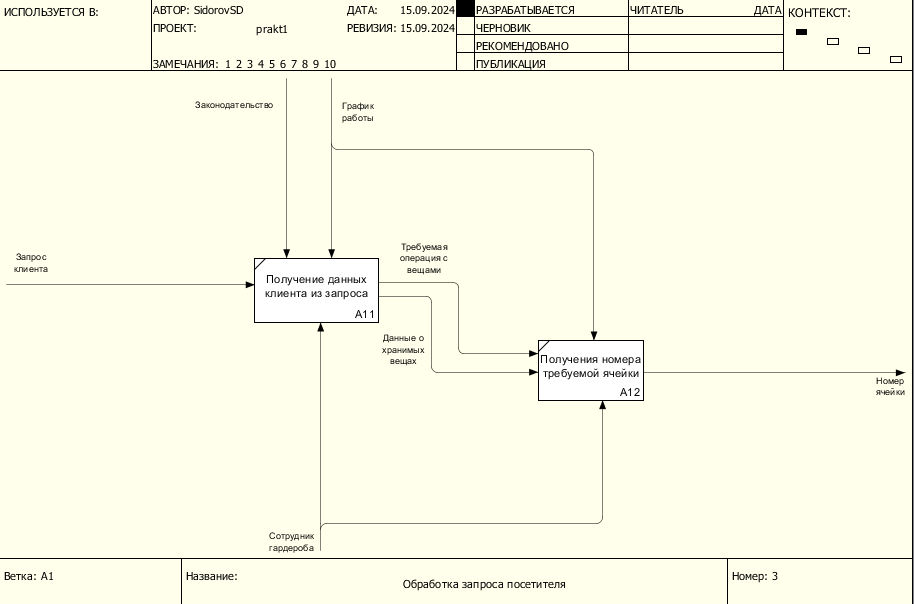 ИСПОЛЬЗУЕТСЯ В:
АВТОР: SidorovSD
ДАТА: 15.09.2024
ПРОЕКТ: prakt1
РЕВИЗИЯ: 15.09.2024
ЗАМЕЧАНИЯ: 1 2 3 4 5 6 7 8 9 10
РАЗРАБАТЫВАЕТСЯ
ЧЕРНОВИК
РЕКОМЕНДОВАНО
ПУБЛИКАЦИЯ
ЧИТАТЕЛЬ
ДАТА
КОНТЕКСТ:
Законодательство
График
работы
Запрос
клиента
Получение данных
клиента из запроса
A11
Требуемая
операция с
вещами
Данные о
хранимых
вещах
Получения номера
требуемой ячейки
A12
Номер
ячейки
Сотрудник
гардероба
Ветка: A1
Название:
Обработка запроса посетителя
Номер: 3